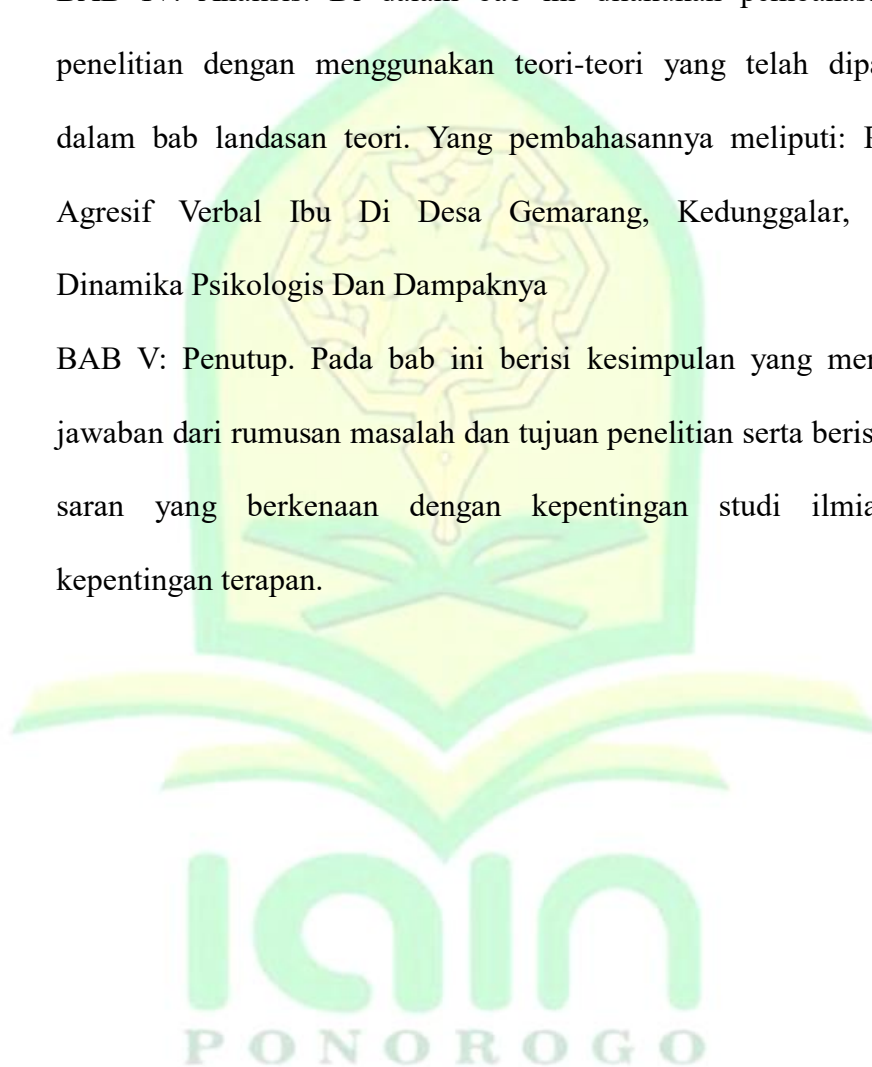 penelitian dengan menggunakan teori-teori yang telah
dalam bab landasan teori. Yang pembahasannya meliputi:
Agresif Verbal Ibu Di Desa Gemarang, Kedunggalar,
Dinamika Psikologis Dan Dampaknya
BAB V: Penutup. Pada bab ini berisi kesimpulan yang
jawaban dari rumusan masalah dan tujuan penelitian serta
saran yang berkenaan dengan kepentingan studi
kepentingan terapan.
iain
PONOROGO